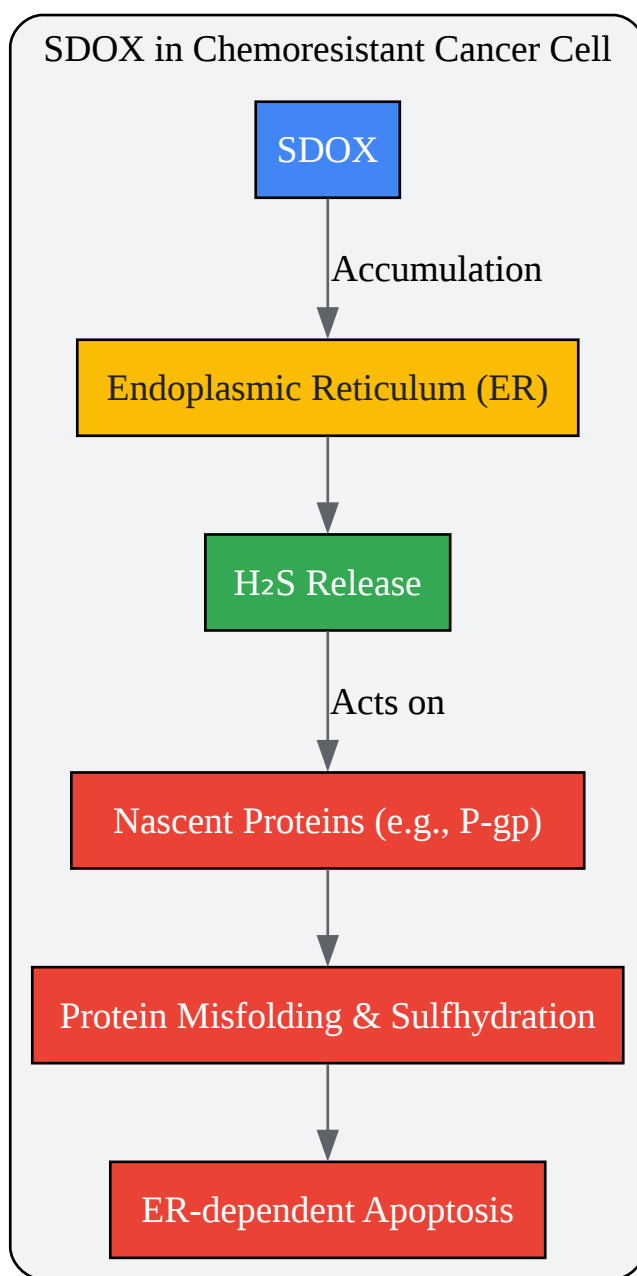 SDOX in Chemoresistant Cancer Cell
SDOX
Accumulation
Endoplasmic Reticulum (ER)
H₂S Release
Acts on
Nascent Proteins (e.g., P-gp)
Protein Misfolding & Sulfhydration
ER-dependent Apoptosis